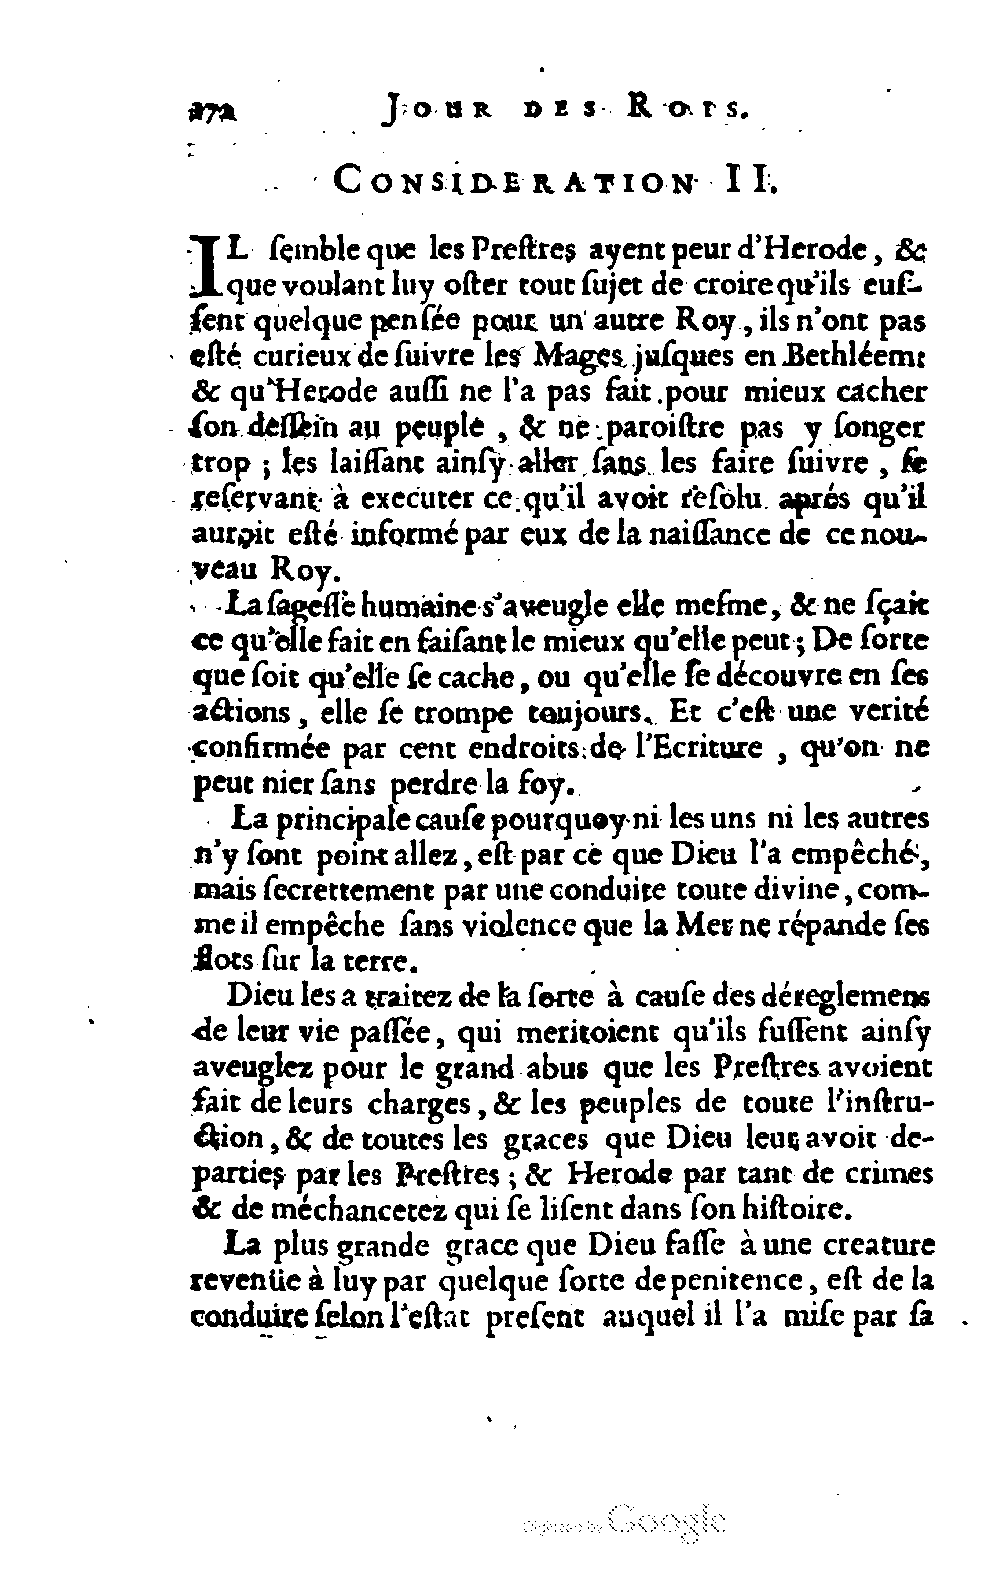 272 JOUR DES ROIS.
CONSIDERATION II.
IL ſemble que les Preſtres ayent peur d'Herode, &
que voulant luy oſter tout ſujet de croire qu'ils euſ-
ſent quelque penſée pour un autre Roy, ils n'ont pas
eſté curieux de ſuivre les Mages juſques en Bethléem:
& qu'Herode auſſi ne l'a pas fait pour mieux cacher
ſon deſſein au peuple, & ne paroiſtre pas y ſonger
trop; les laiſſant ainſy aller ſans les faire ſuivre, ſe
reſervant à executer ce qu'il avoit réſolu aprés qu'il
auroit eſté informé par eux de la naiſſance de ce nou-
veau Roy.
La ſageſſe humaine s'aveugle elle meſme, & ne ſçait
ce qu'elle fait en faiſant le mieux qu'elle peut; De ſorte
que ſoit qu'elle ſe cache, ou qu'elle ſe découvre en ſes
actions, elle ſe trompe toujours. Et c'eſt une verité
confirmée par cent endroits de l'Ecriture, qu'on ne
peut nier ſans perdre la foy.
La principale cauſe pourquoy ni les uns ni les autres
n'y ſont point allez, eſt par ce que Dieu l'a empêché,
mais ſecrettement par une conduite toute divine, com-
me il empêche ſans violence que la Mer ne répande ſes
flots ſur la terre.
Dieu les a traitez de la ſorte à cauſe des déreglemens
de leur vie paſſée, qui meritoient qu'ils fuſſent ainſy
aveuglez pour le grand abus que les Preſtres avoient
fait de leurs charges, & les peuples de toute l'inſtru-
ction, & de toutes les graces que Dieu leur avoit de-
parties par les Preſtres; & Herode par tant de crimes
& de méchancetez qui ſe liſent dans ſon hiſtoire.
La plus grande grace que Dieu faſſe à une creature
revenüe à luy par quelque ſorte de penitence, eſt de la
conduire ſelon l'eſtat preſent auquel il l'a miſe par ſa
Digitized by Google